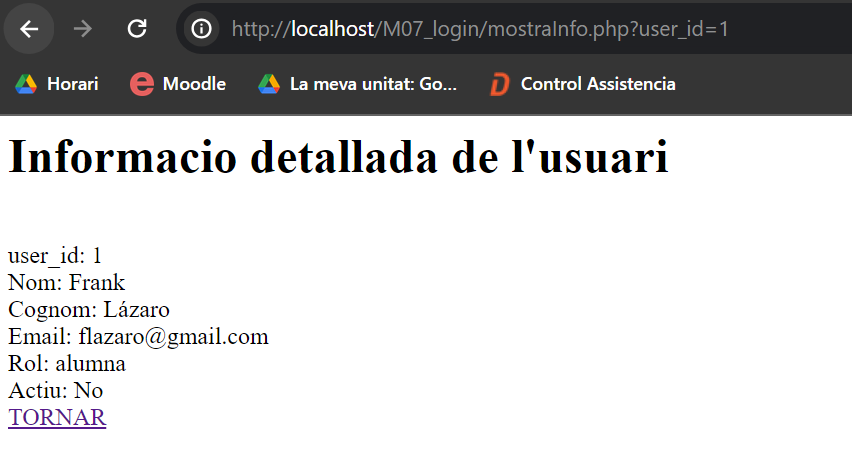 http://localhost/M07_login/mostraInfo.php?user_id=1
Horari Moodle La meva unitat: Go... Control Assistencia
Informacio detallada de l'usuari
user_id: 1
Nom: Frank
Cognom: Lázaro
Email: flazaro@gmail.com
Rol: alumna
Actiu: No
TORNAR